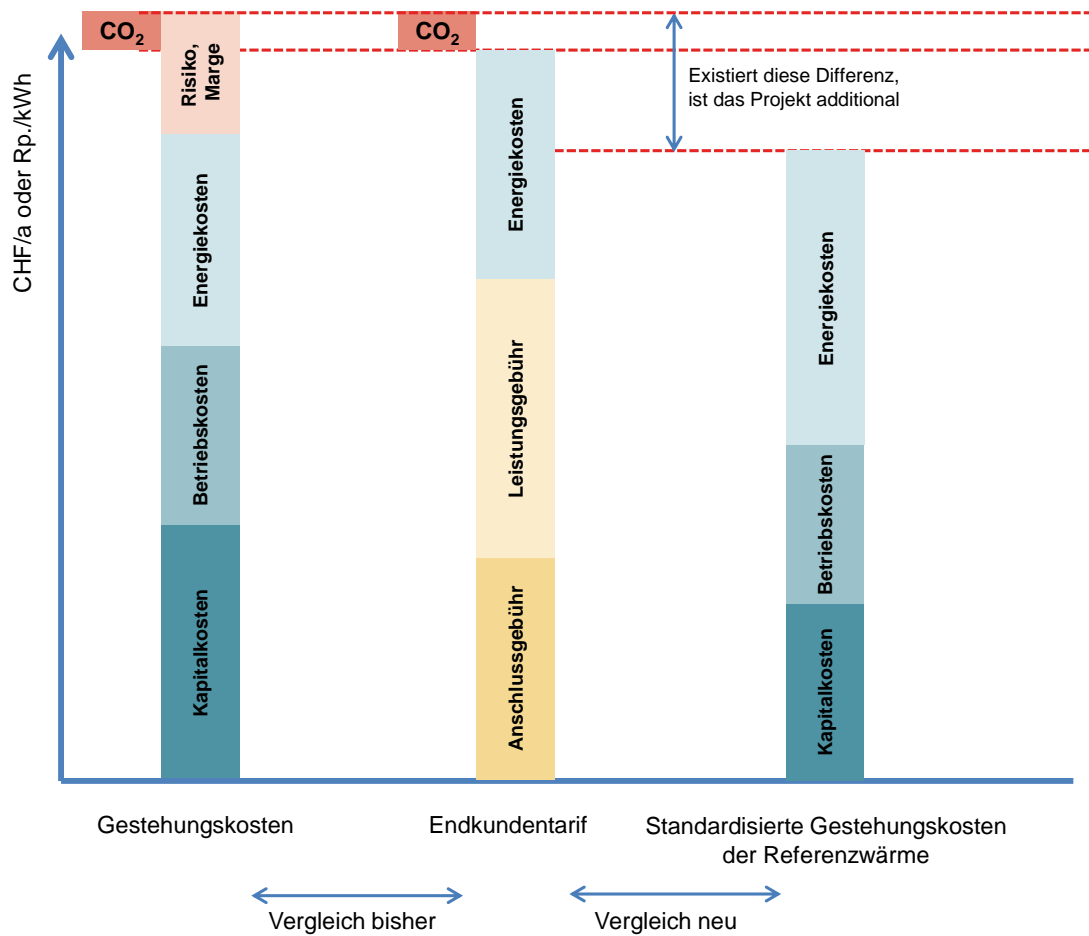 CHF/a oder Rp./kWh
CO₂
Risiko,
Marge
Energiekosten
Betriebskosten
Kapitalkosten
CO₂
Energiekosten
Leistungsgebühr
Anschlussgebühr
Existiert diese Differenz,
ist das Projekt additional
Energiekosten
Betriebskosten
Kapitalkosten
Gestehungskosten
Endkundentarif
Standardisierte Gestehungskosten
der Referenzwärme
Vergleich bisher
Vergleich neu